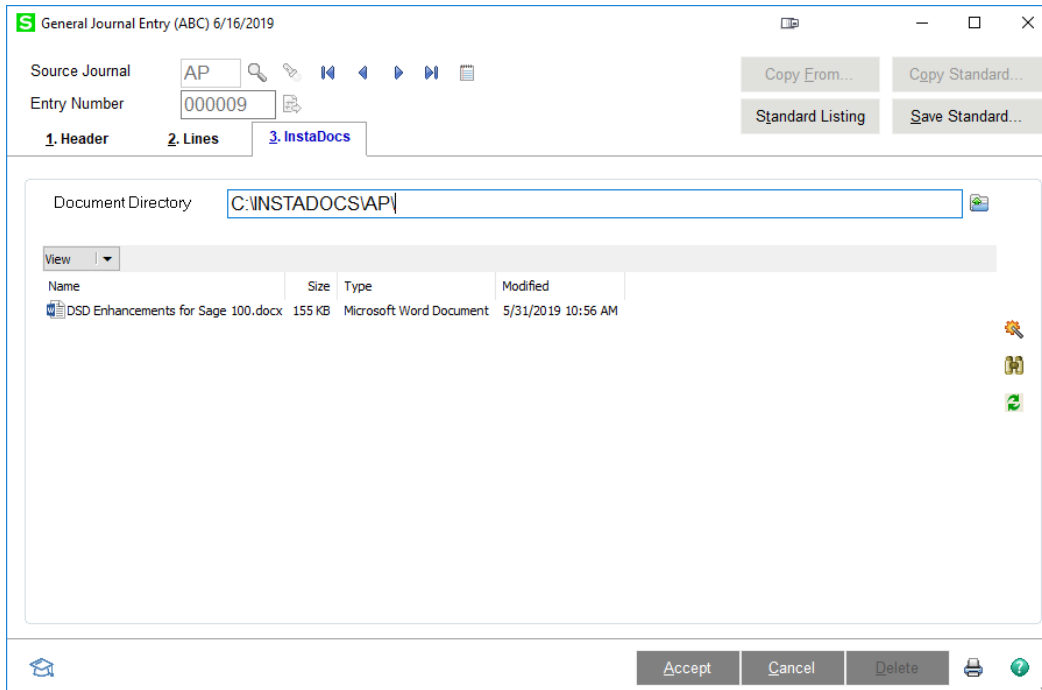 S General Journal Entry (ABC) 6/16/2019
Source Journal AP Copy From... Copy Standard...
Entry Number 000009 Standard Listing Save Standard...
1. Header 2. Lines 3. InstaDocs
Document Directory C:\INSTADOCS\AP\
View
Name Size Type Modified
DSD Enhancements for Sage 100.docx 155 KB Microsoft Word Document 5/31/2019 10:56 AM
Accept Cancel Delete